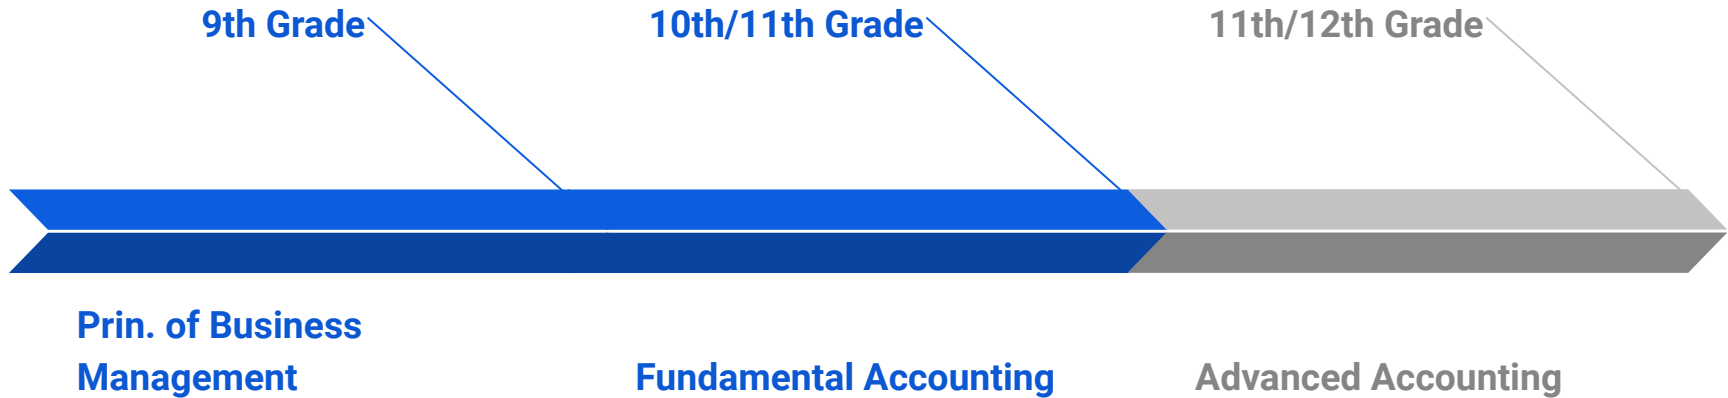 9th Grade
10th/11th Grade
11th/12th Grade
Prin. of Business
Management
Fundamental Accounting
Advanced Accounting